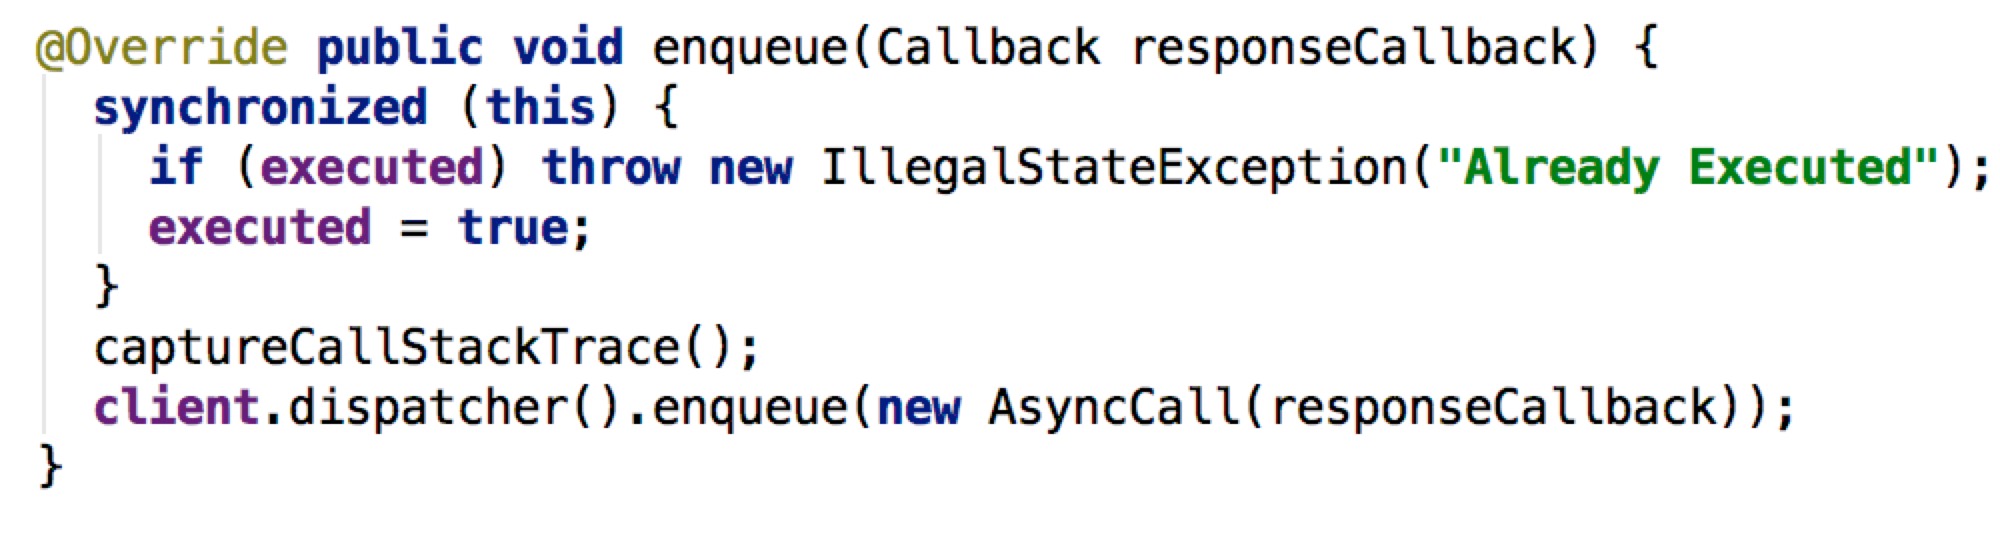 @Override public void enqueue(Callback responseCallback) {
synchronized (this) {
if (executed) throw new IllegalStateException("Already Executed");
executed = true;
}
captureCallStackTrace();
client.dispatcher().enqueue(new AsyncCall(responseCallback));
}